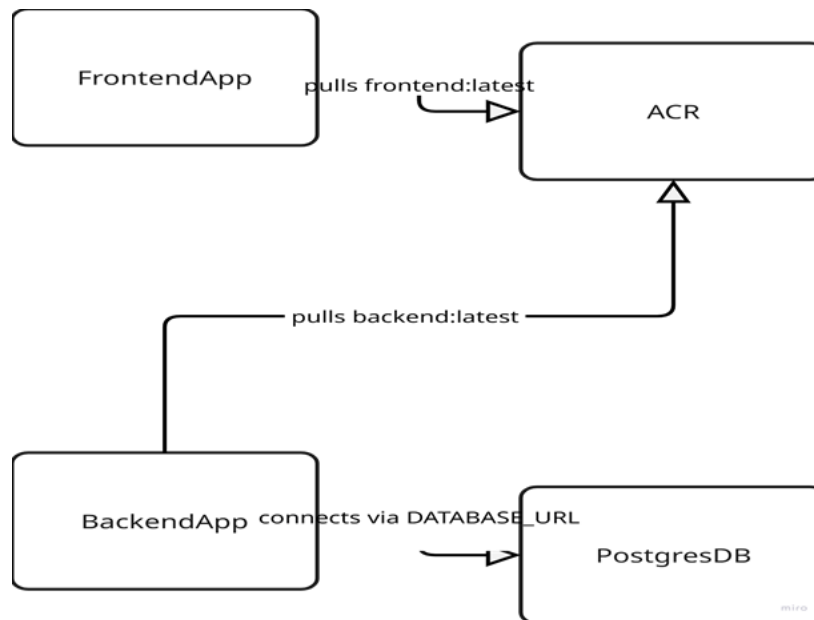 FrontendApp
pulls frontend:latest
ACR
pulls backend:latest
BackendApp
connects via DATABASE_URL
PostgresDB
miro